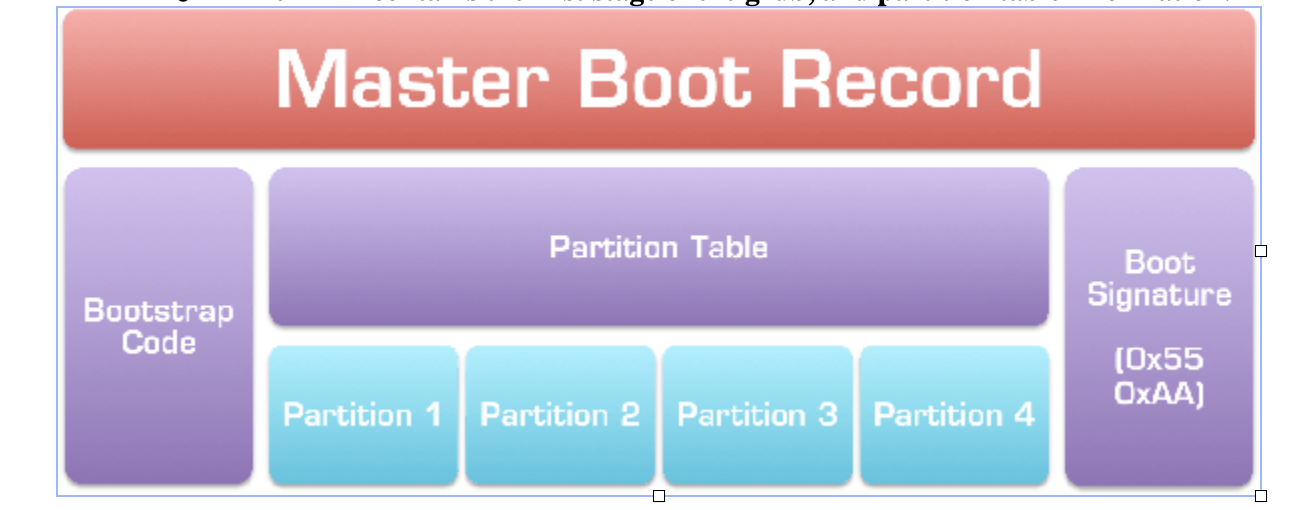 Master Boot Record
Bootstrap
Code
Partition Table
Partition 1
Partition 2
Partition 3
Partition 4
Boot
Signature
(0x55
0xAA)